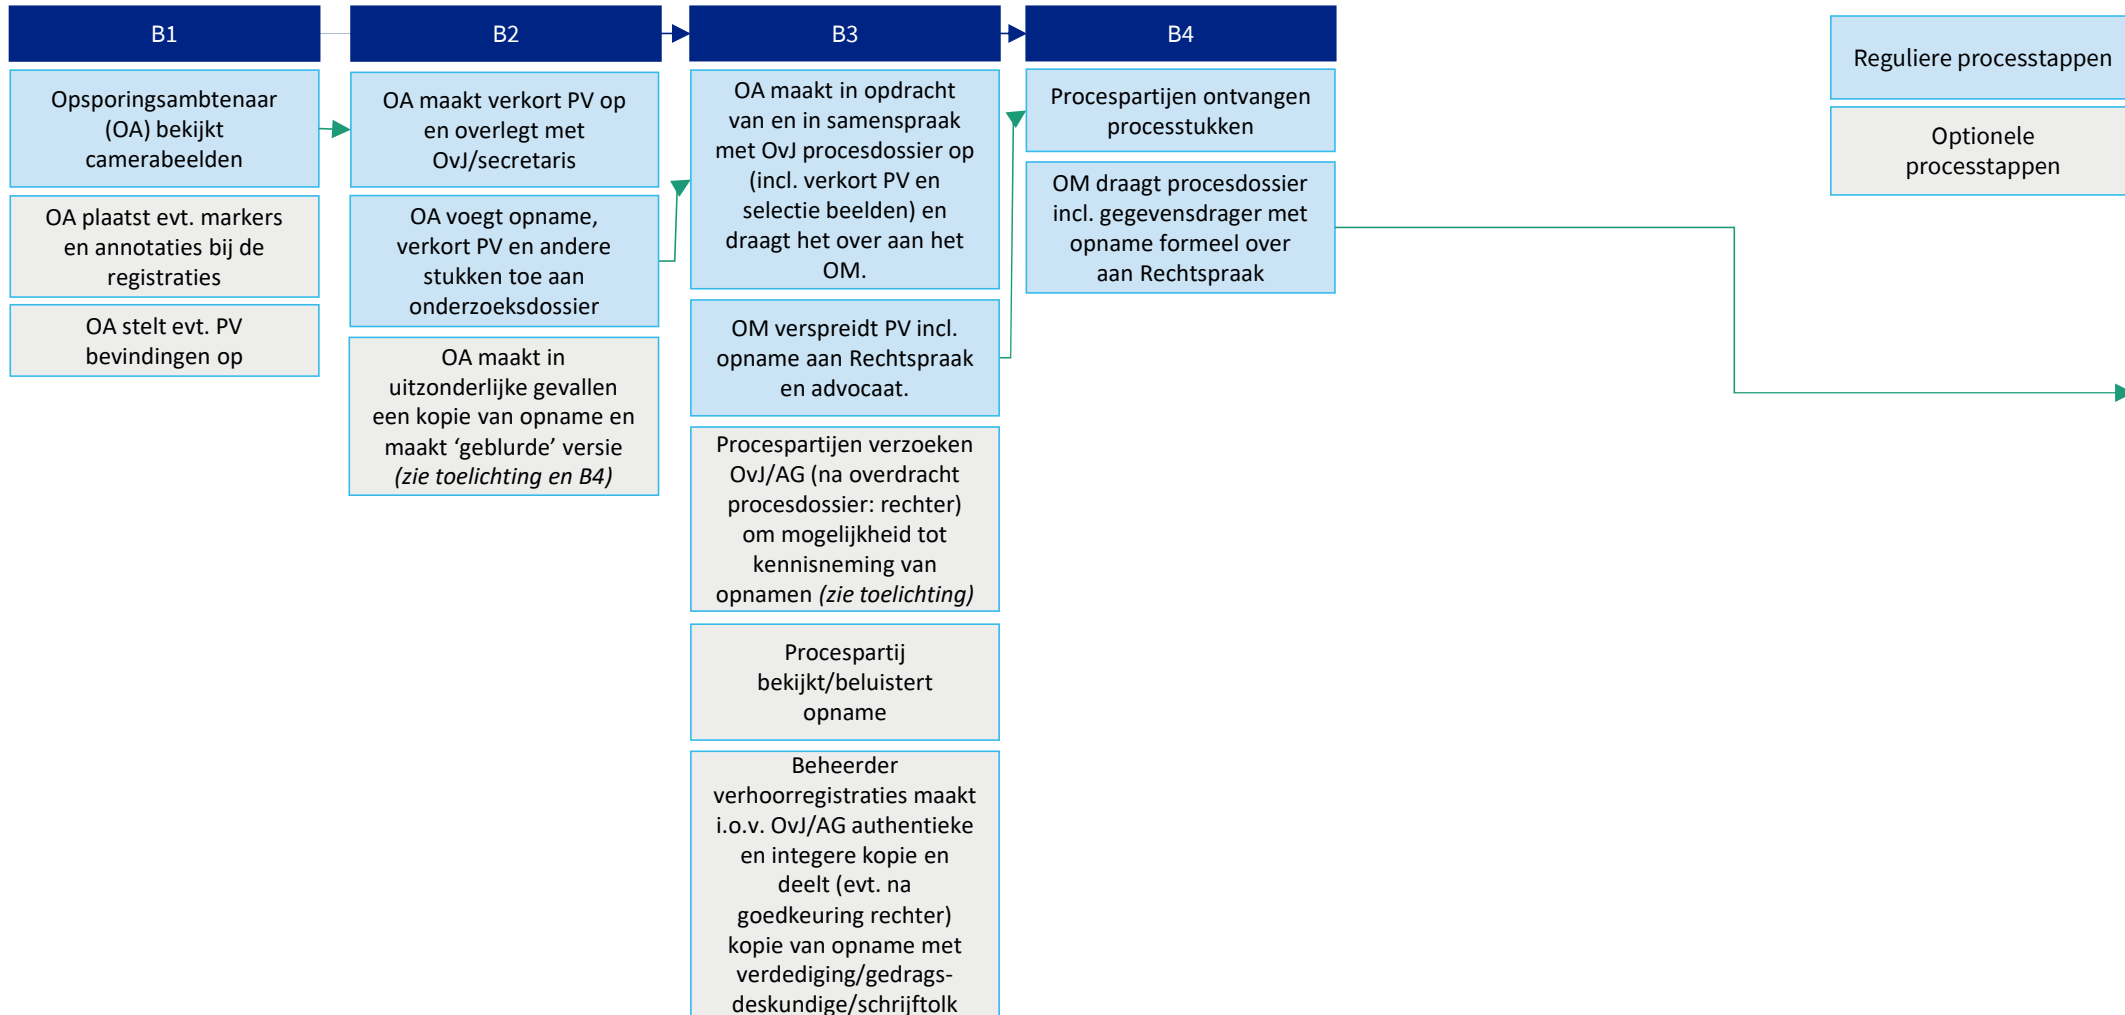 B1
Opsporingsambtenaar
(OA) bekijkt
camerabeelden
OA plaatst evt. markers
en annotaties bij de
registraties
OA stelt evt. PV
bevindingen op
B2
OA maakt verkort PV op
en overlegt met
OvJ/secretaris
OA voegt opname,
verkort PV en andere
stukken toe aan
onderzoeksdossier
OA maakt in
uitzonderlijke gevallen
een kopie van opname en
maakt ‘geblurde’ versie
(zie toelichting en B4)
B3
OA maakt in opdracht
van en in samenspraak
met OvJ procesdossier op
(incl. verkort PV en
selectie beelden) en
draagt het over aan het
OM.
OM verspreidt PV incl.
opname aan Rechtspraak
en advocaat.
Procespartijen verzoeken
OvJ/AG (na overdracht
procesdossier: rechter)
om mogelijkheid tot
kennisneming van
opnamen (zie toelichting)
Procespartij
bekijkt/beluistert
opname
Beheerder
verhoorregistraties maakt
i.o.v. OvJ/AG authentieke
en integere kopie en
deelt (evt. na
goedkeuring rechter)
kopie van opname met
verdediging/gedrags-
deskundige/schrijftolk
B4
Procespartijen ontvangen
processtukken
OM draagt procesdossier
incl. gegevensdrager met
opname formeel over
aan Rechtspraak
Reguliere processtappen
Optionele
processtappen